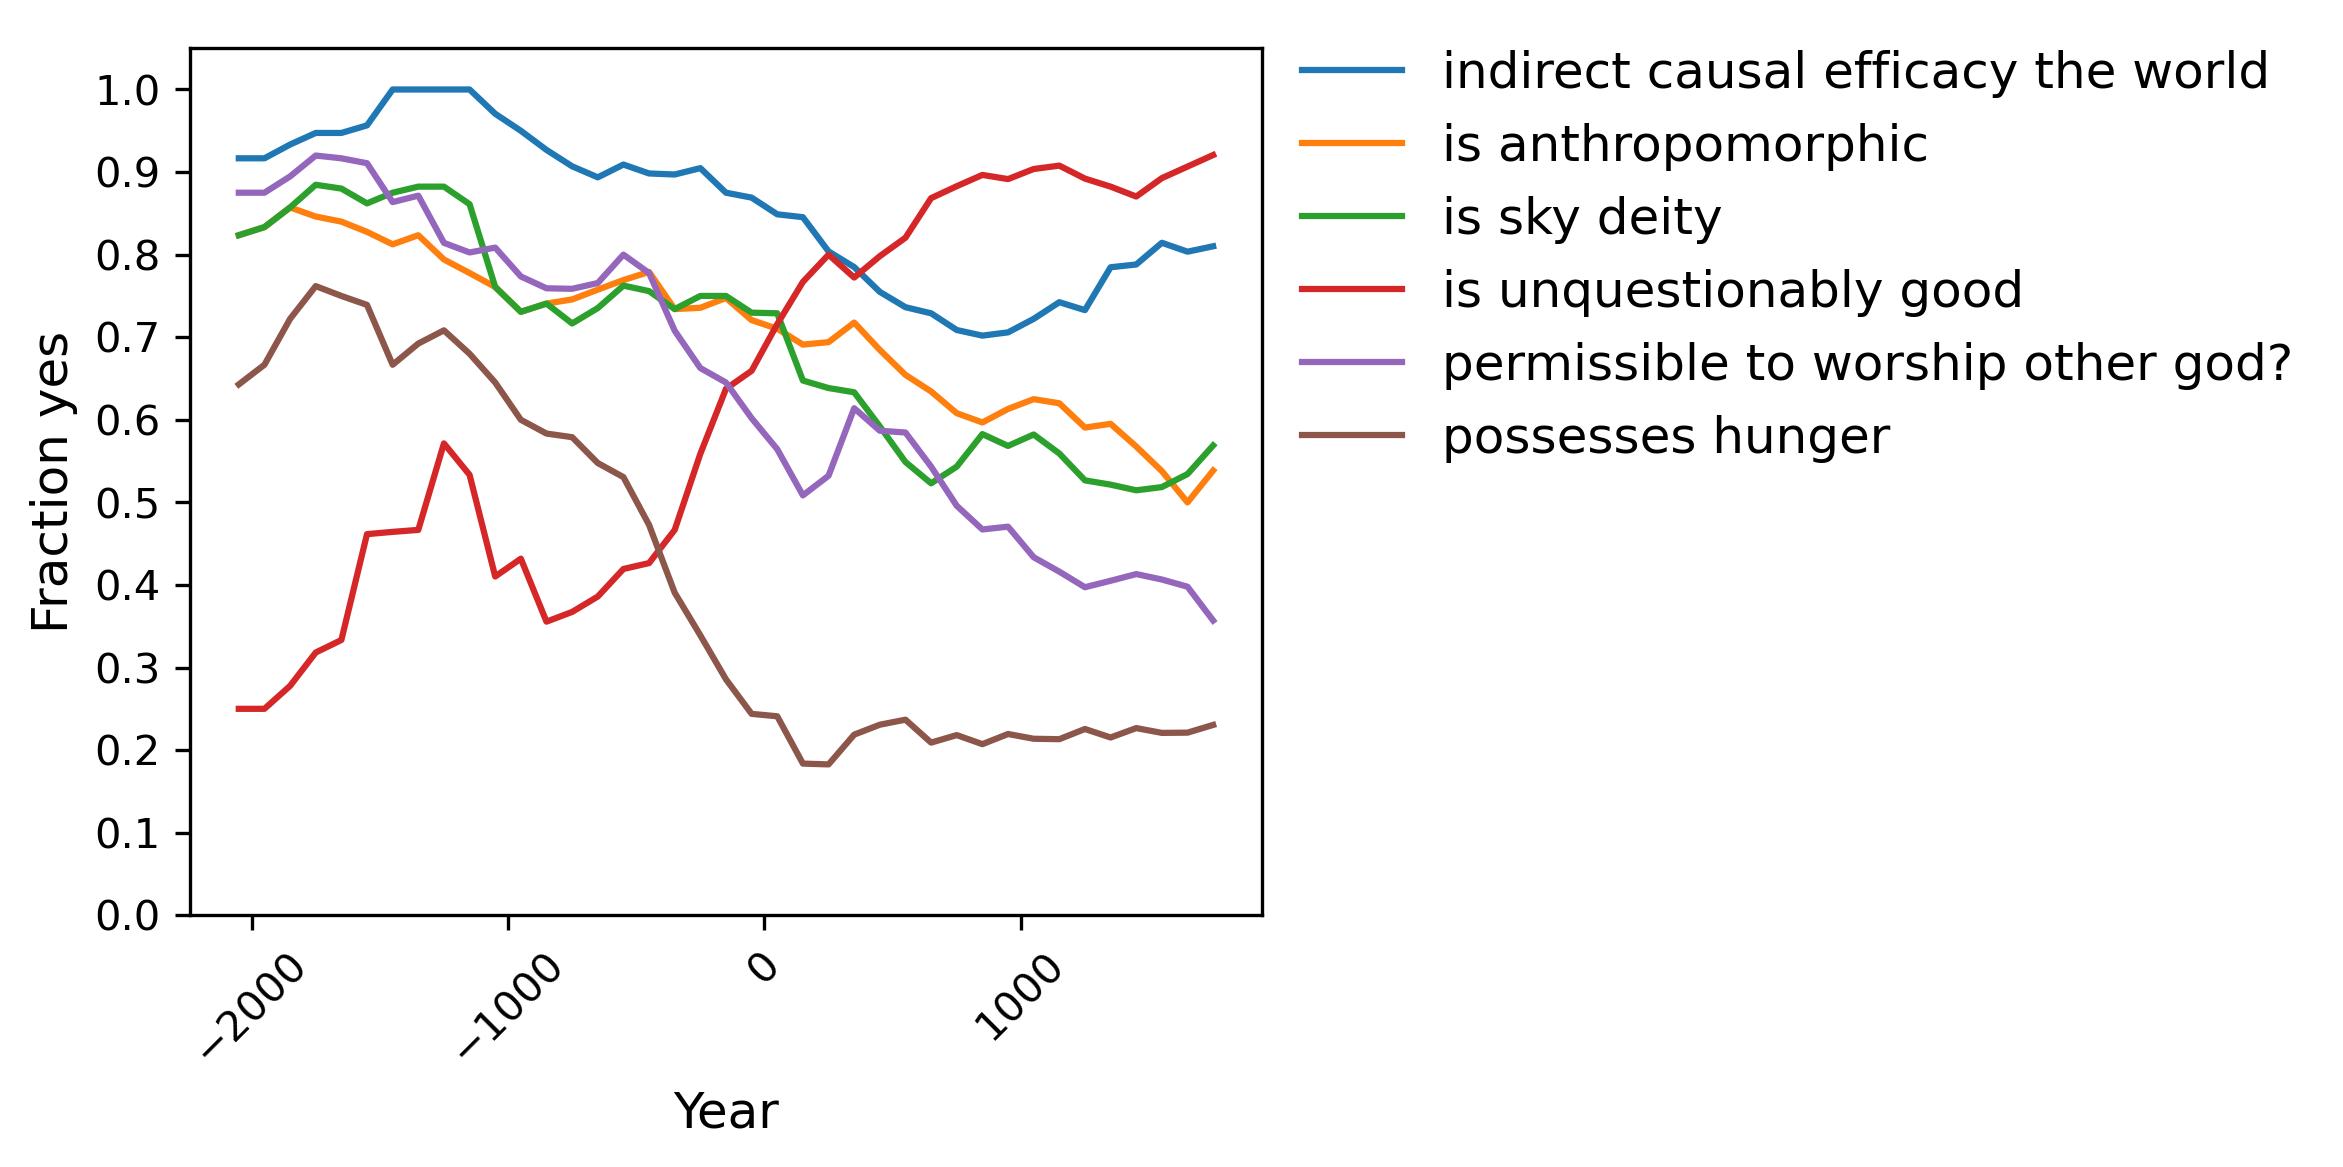 1.0
0.9
0.8
0.7
0.6
0.5
0.4
0.3
0.2
0.1
0.0
Fraction yes
−2000
−1000
0
1000
Year
indirect causal efficacy the world
is anthropomorphic
is sky deity
is unquestionably good
permissible to worship other god?
possesses hunger